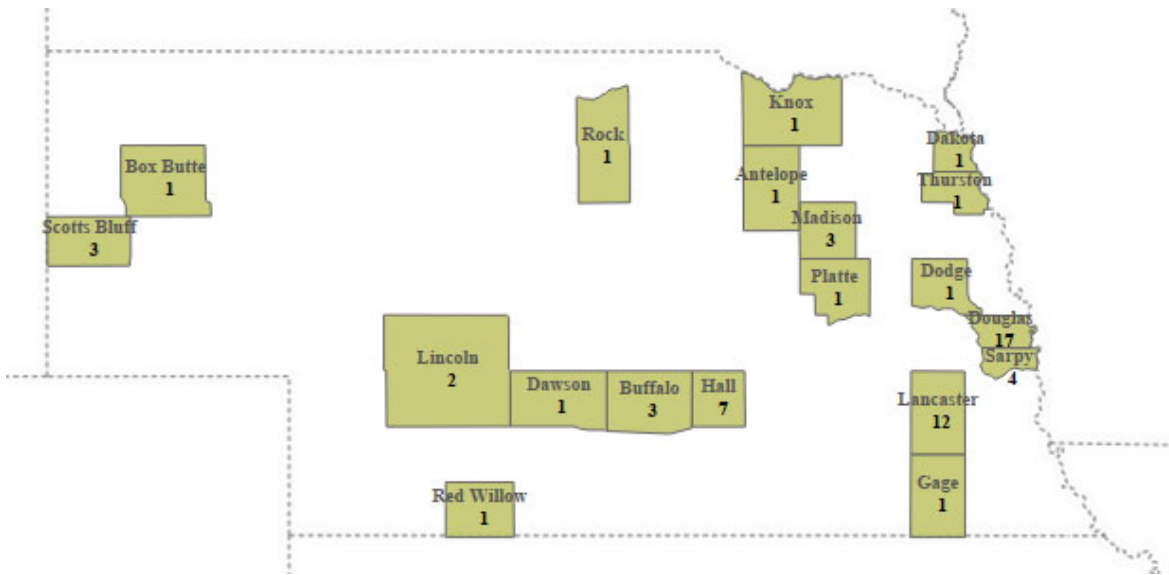 Knox
1
Rock
1
Dakota
1
Box Butte
1
Antelope
1
Thurston
1
Madison
3
Scotts Bluff
3
Platte
1
Dodge
1
Douglas
17
Sarpy
4
Lincoln
2
Dawson
1
Buffalo
3
Hall
7
Lancaster
12
Gage
1
Red Willow
1